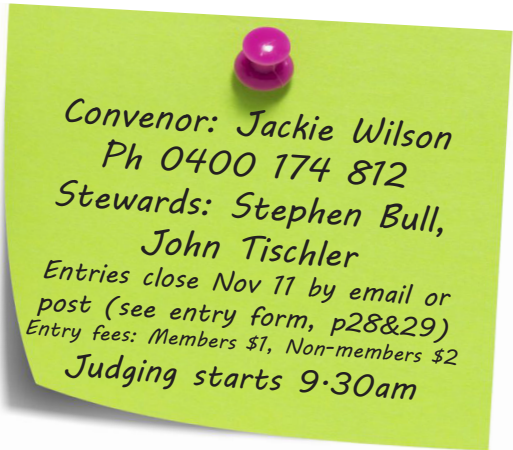 Convenor: Jackie Wilson
Ph 0400 174 812
Stewards: Stephen Bull,
John Tischler
Entries close Nov 11 by email or
post (see entry form, p28&29)
Entry fees: Members $1, Non-members $2
Judging starts 9·30am